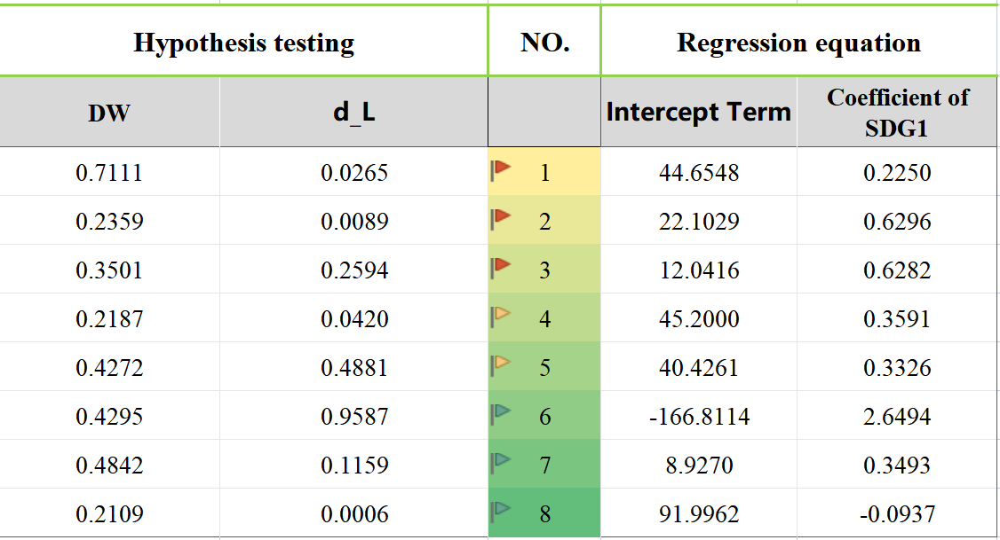 Hypothesis testing NO. Regression equation
DW d_L Intercept Term Coefficient of
SDG1
0.7111 0.0265 1 44.6548 0.2250
0.2359 0.0089 2 22.1029 0.6296
0.3501 0.2594 3 12.0416 0.6282
0.2187 0.0420 4 45.2000 0.3591
0.4272 0.4881 5 40.4261 0.3326
0.4295 0.9587 6 -166.8114 2.6494
0.4842 0.1159 7 8.9270 0.3493
0.2109 0.0006 8 91.9962 -0.0937